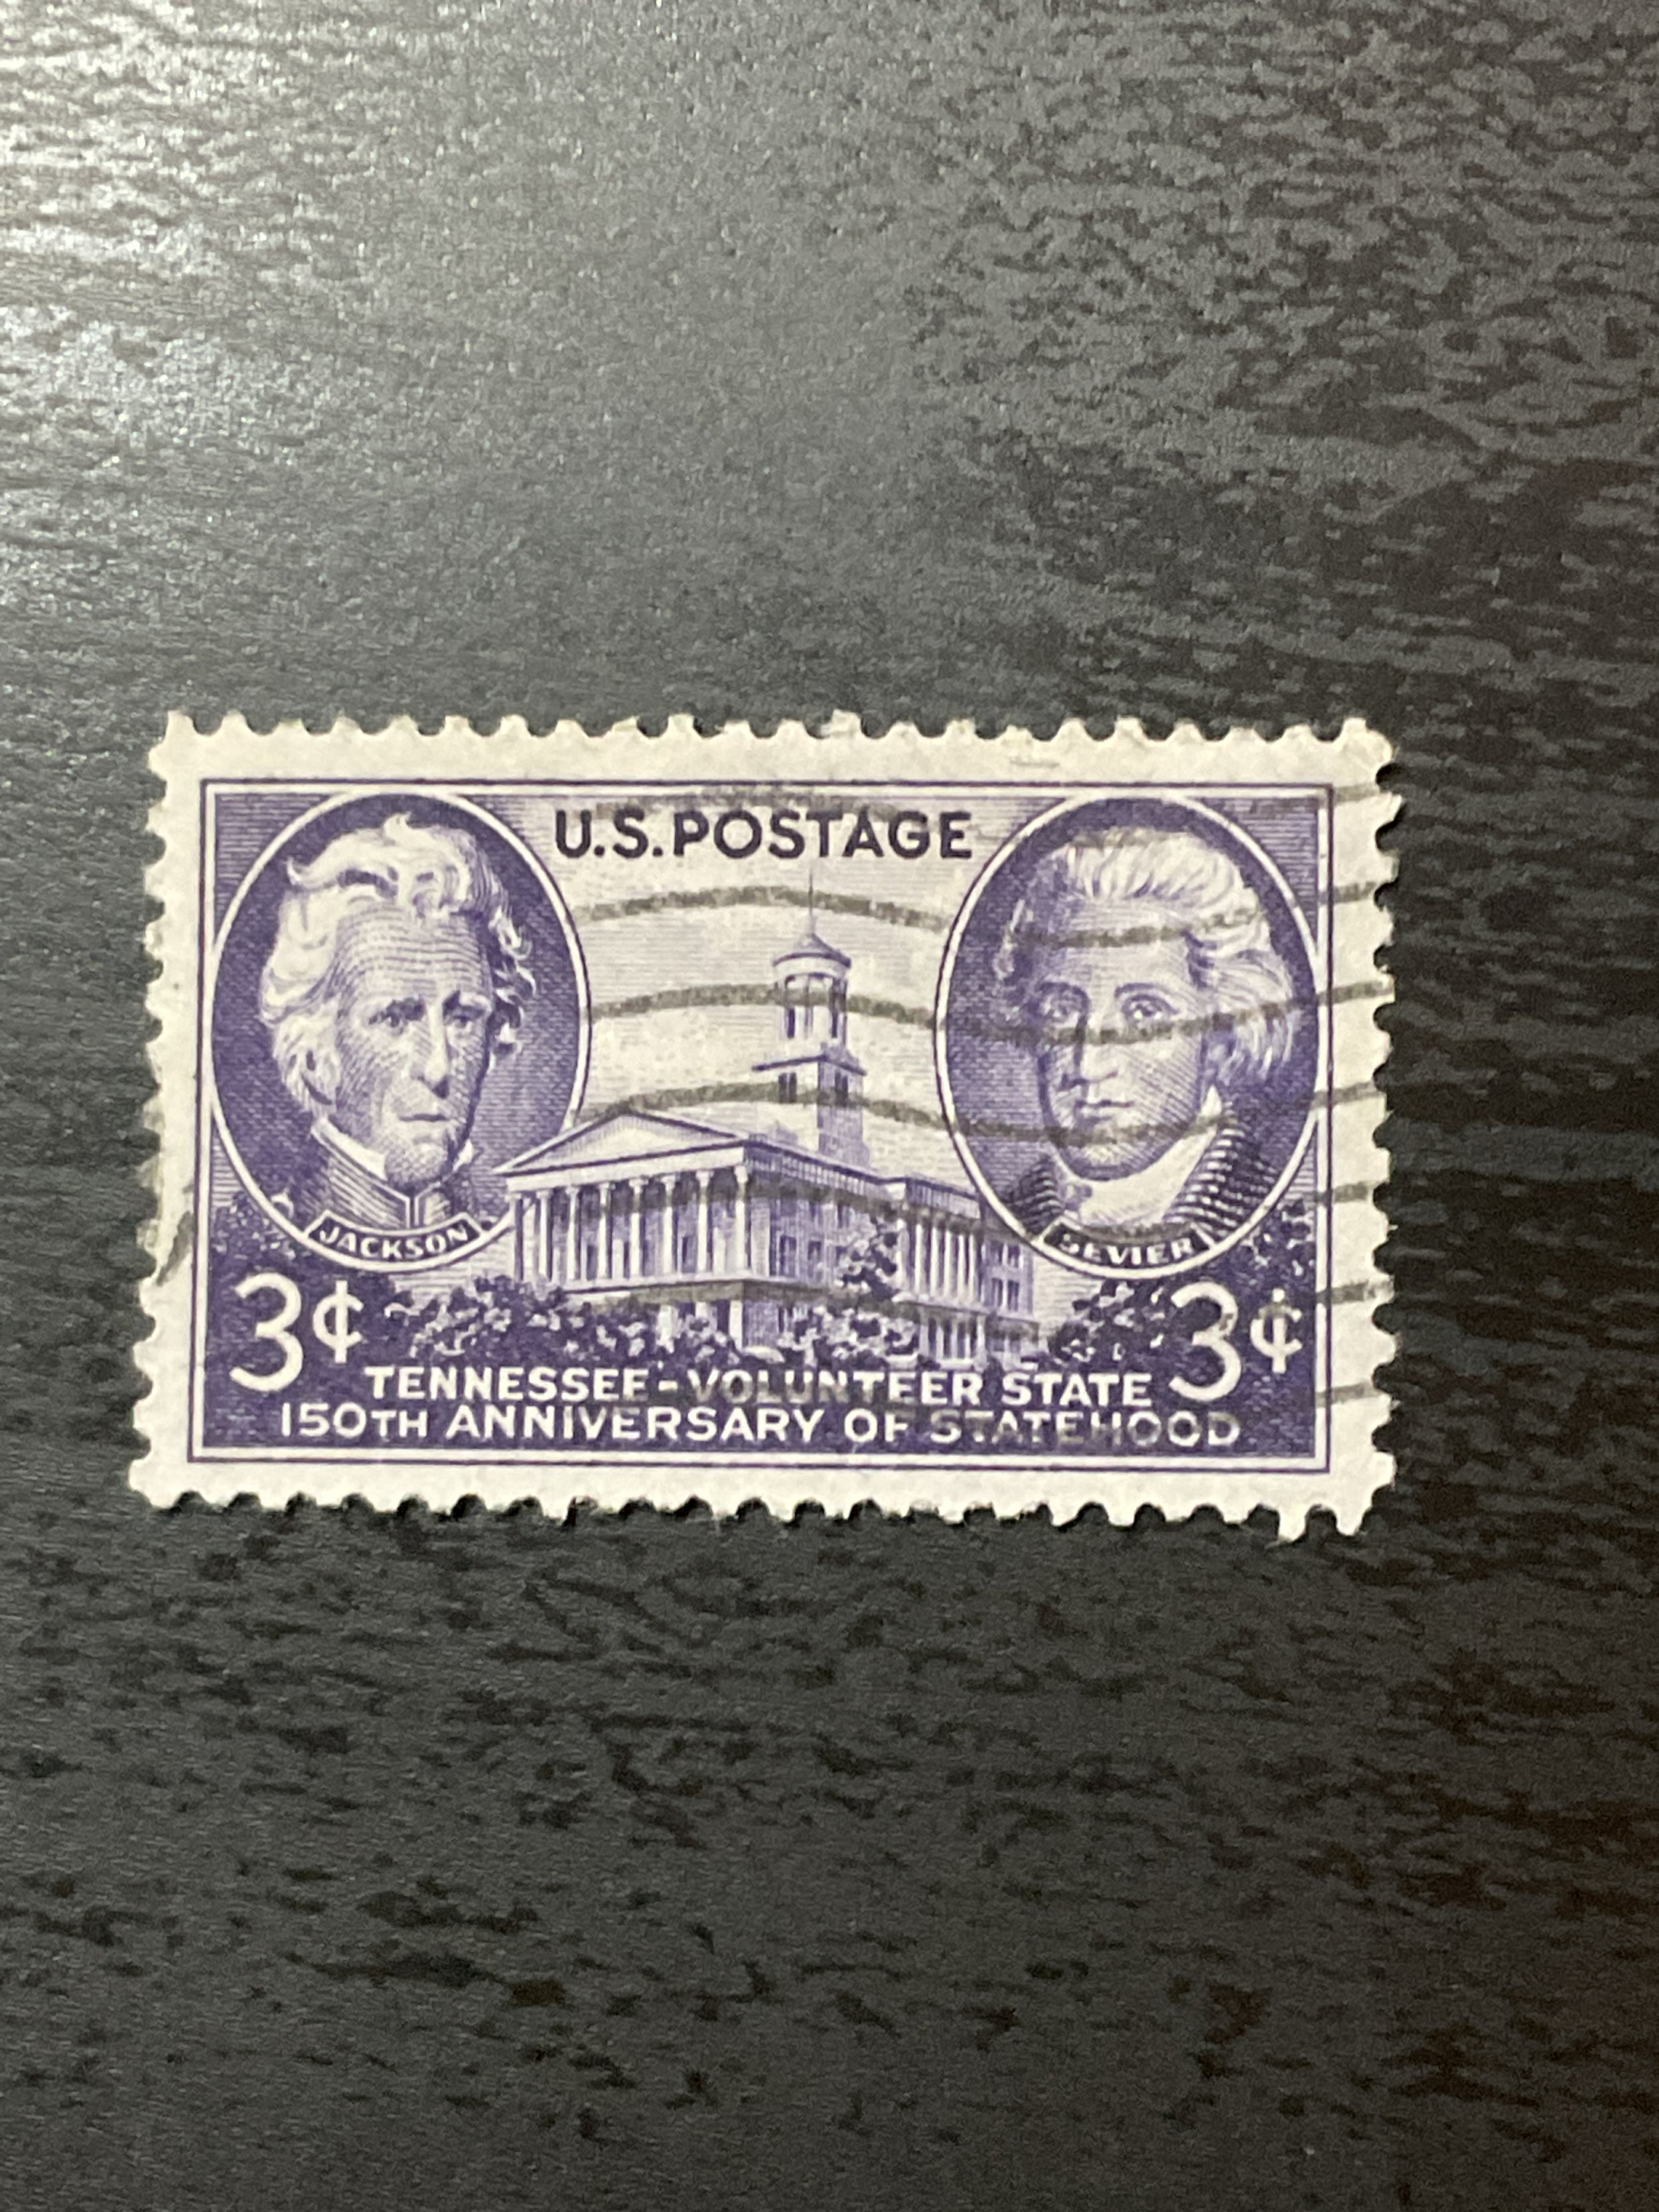 U.S.POSTAGE
JACKSON
SEVIER
3¢
3¢
TENNESSEE-VOLUNTEER STATE
150TH ANNIVERSARY OF STATEHOOD